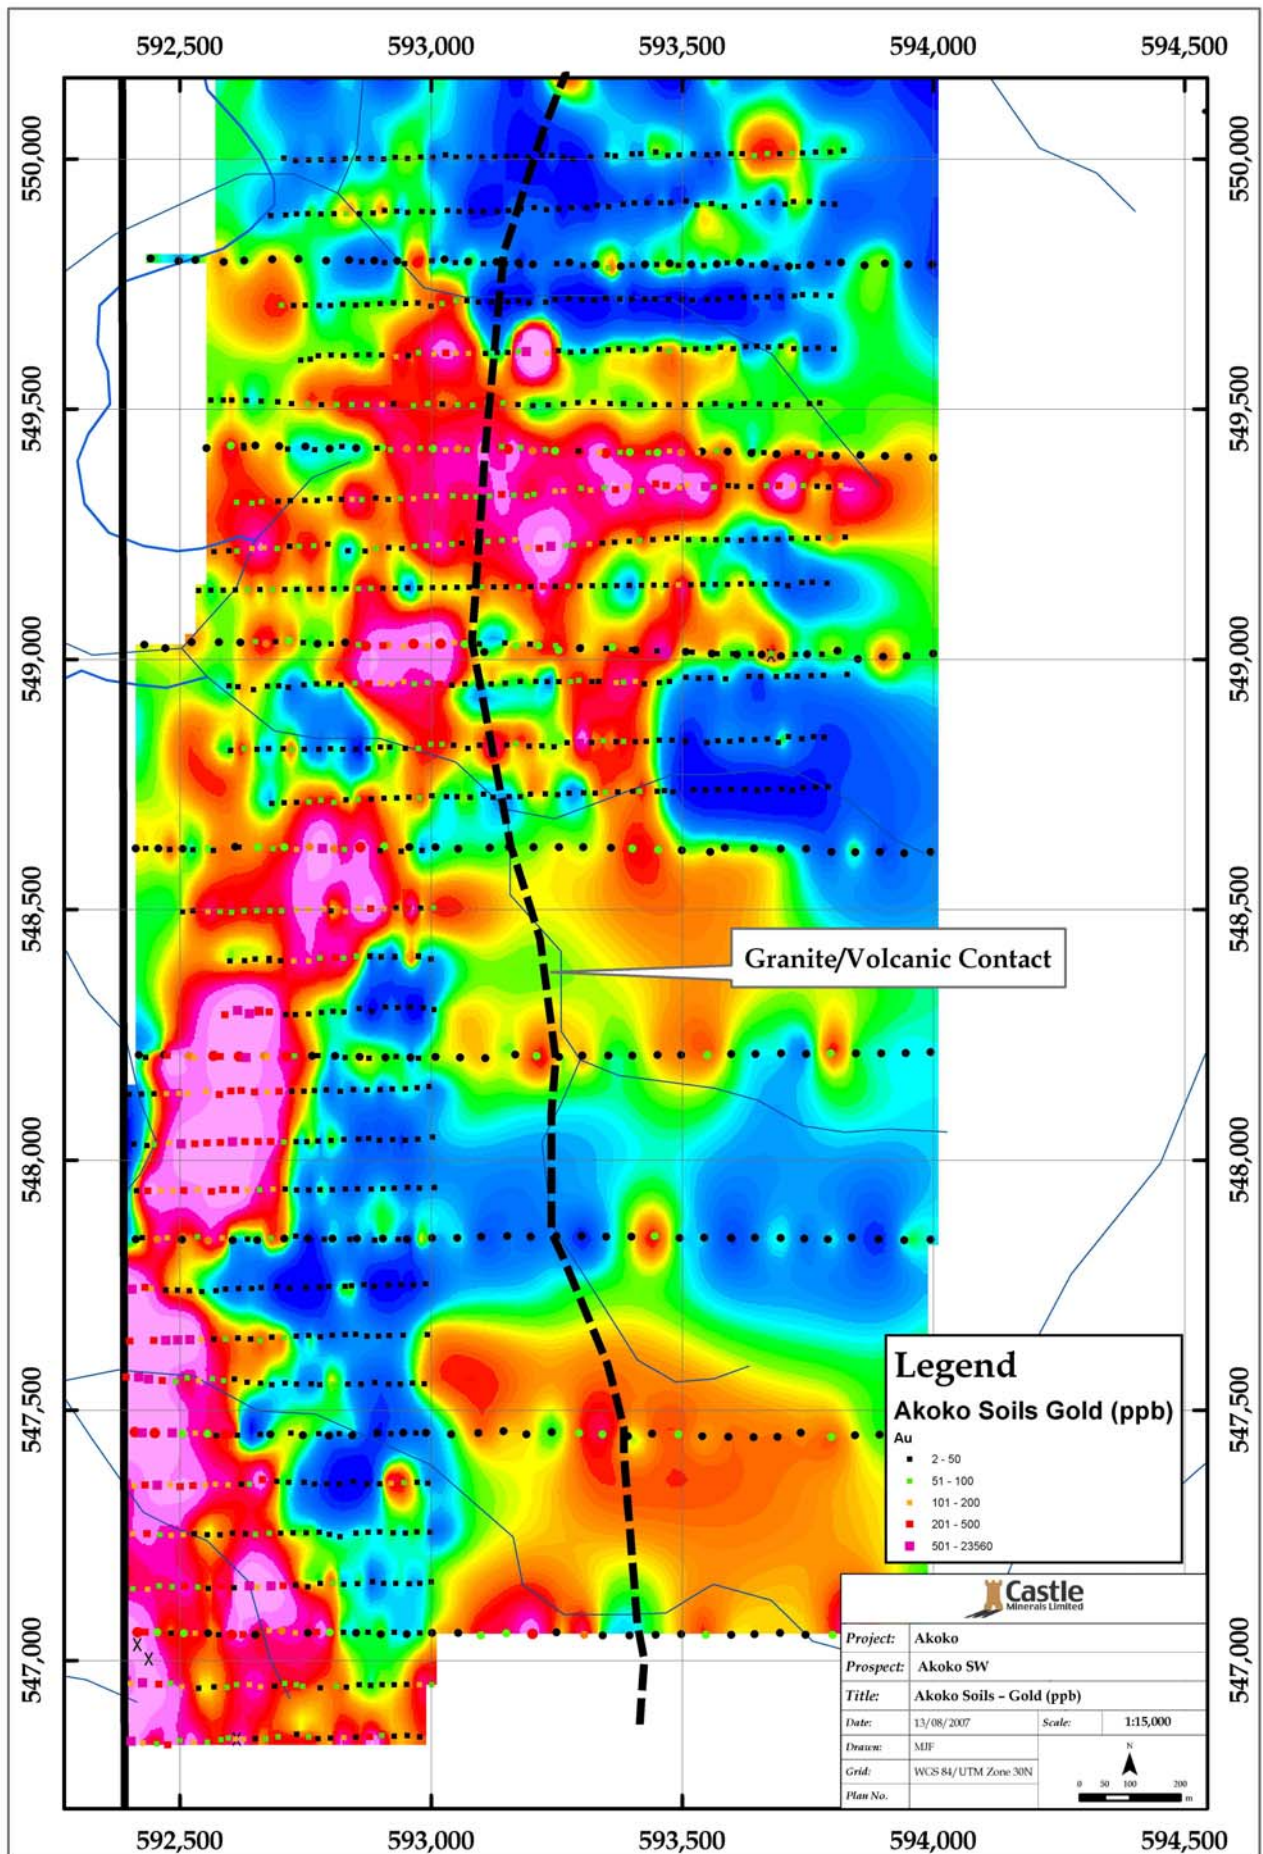 592,500 593,000 593,500 594,000 594,500
550,000 550,000
549,500 549,500
549,000 549,000
548,500 548,500
Granite/Volcanic Contact
548,000 548,000
547,500 547,500
547,000 547,000
Legend
Akoko Soils Gold (ppb)
Au
2 - 50
51 - 100
101 - 200
201 - 500
501 - 23560
Castle
Minerals Limited
Project: Akoko
Prospect: Akoko SW
Title: Akoko Soils – Gold (ppb)
Date: 13/08/2007 Scale: 1:15,000
Drawn: MJF
Grid: WGS 84/UTM Zone 30N
Plan No.
N
0 50 100 200
m
592,500 593,000 593,500 594,000 594,500